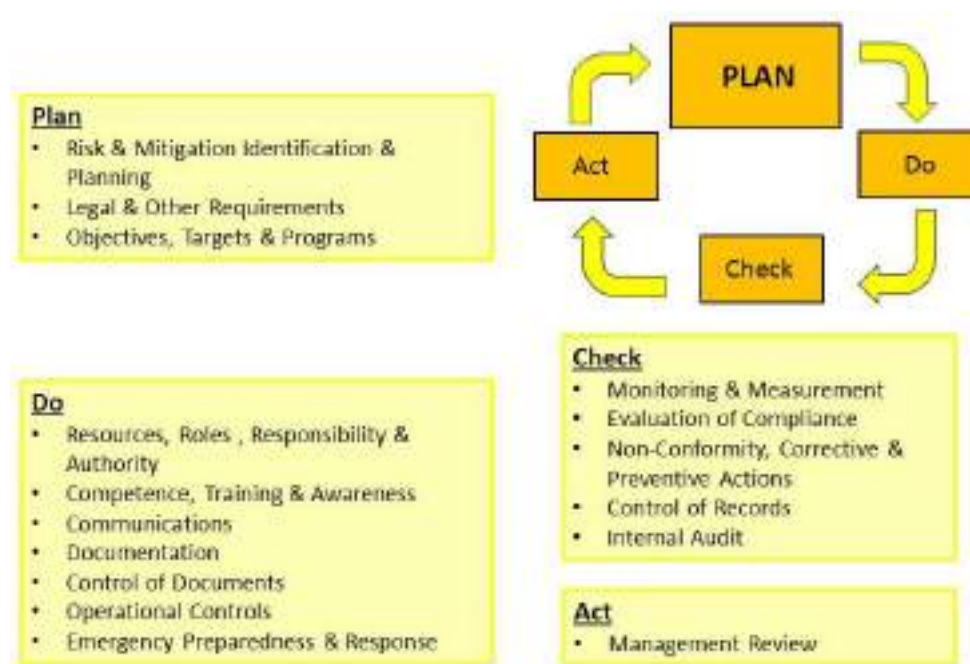 PLAN
Act
Do
Check
Plan
• Risk & Mitigation Identification &
Planning
• Legal & Other Requirements
• Objectives, Targets & Programs
Do
• Resources, Roles , Responsibility &
Authority
• Competence, Training & Awareness
• Communications
• Documentation
• Control of Documents
• Operational Controls
• Emergency Preparedness & Response
Check
• Monitoring & Measurement
• Evaluation of Compliance
• Non-Conformity, Corrective &
Preventive Actions
• Control of Records
• Internal Audit
Act
• Management Review